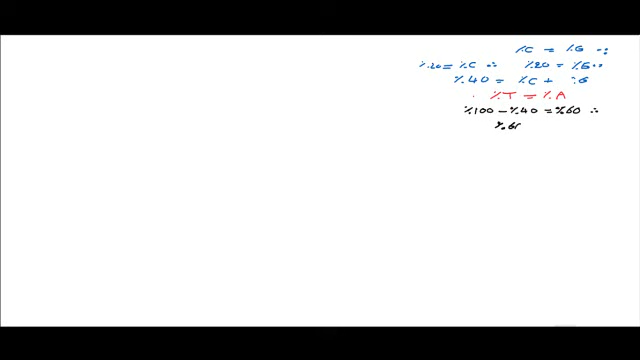 ∵ %G = %C
∵ %G = %20 ∴ %C = %20
%G + %C = %40
%A = %T
∴ %60 = %40 - %100